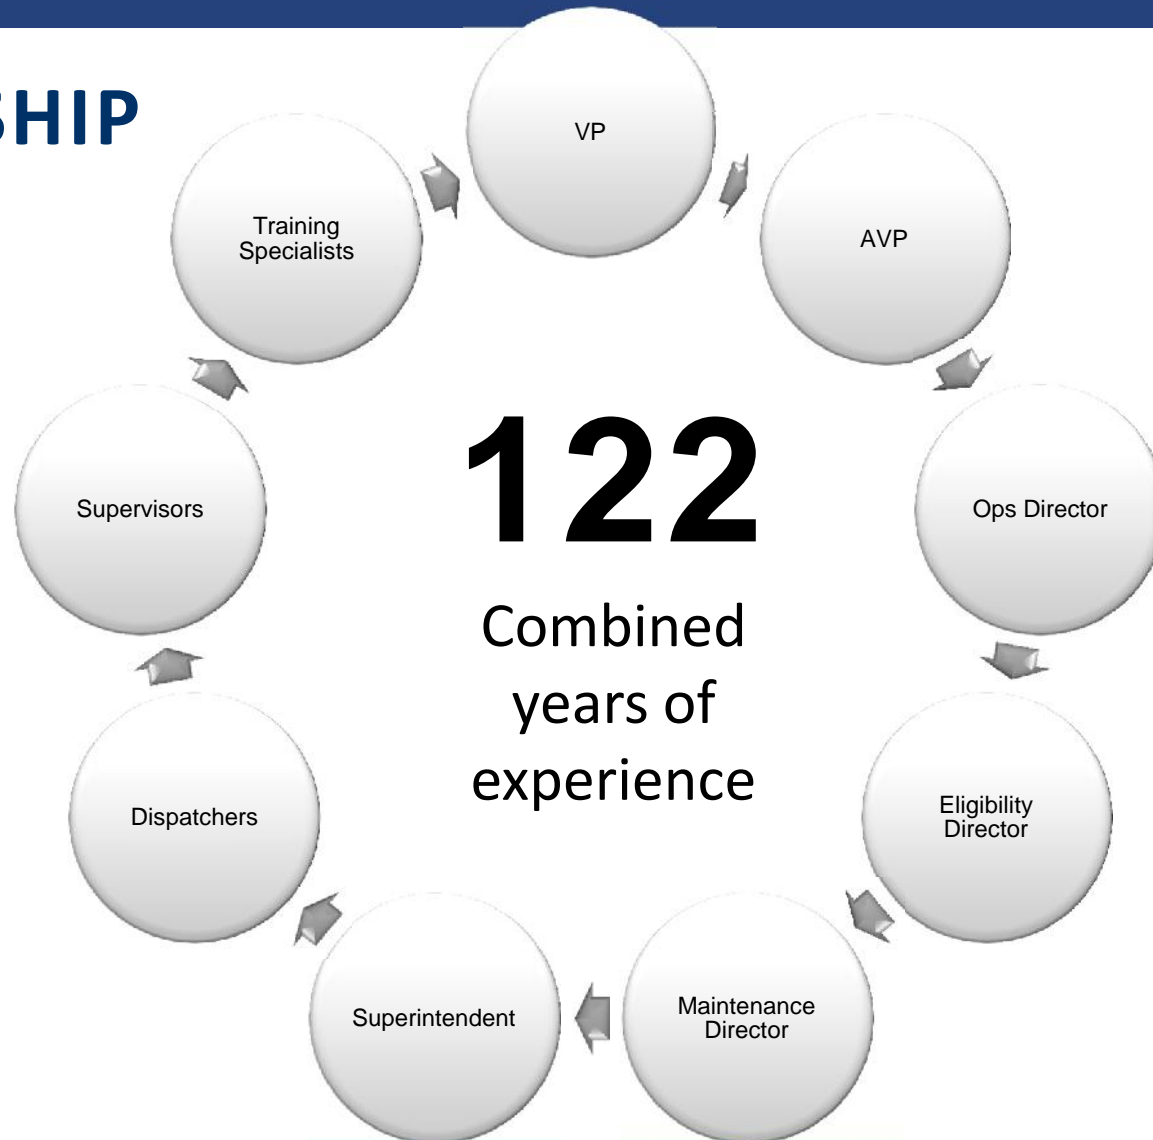 SHIP
VP
AVP
Training
Specialists
122
Combined
years of
experience
Supervisors
Ops Director
Dispatchers
Eligibility
Director
Superintendent
Maintenance
Director